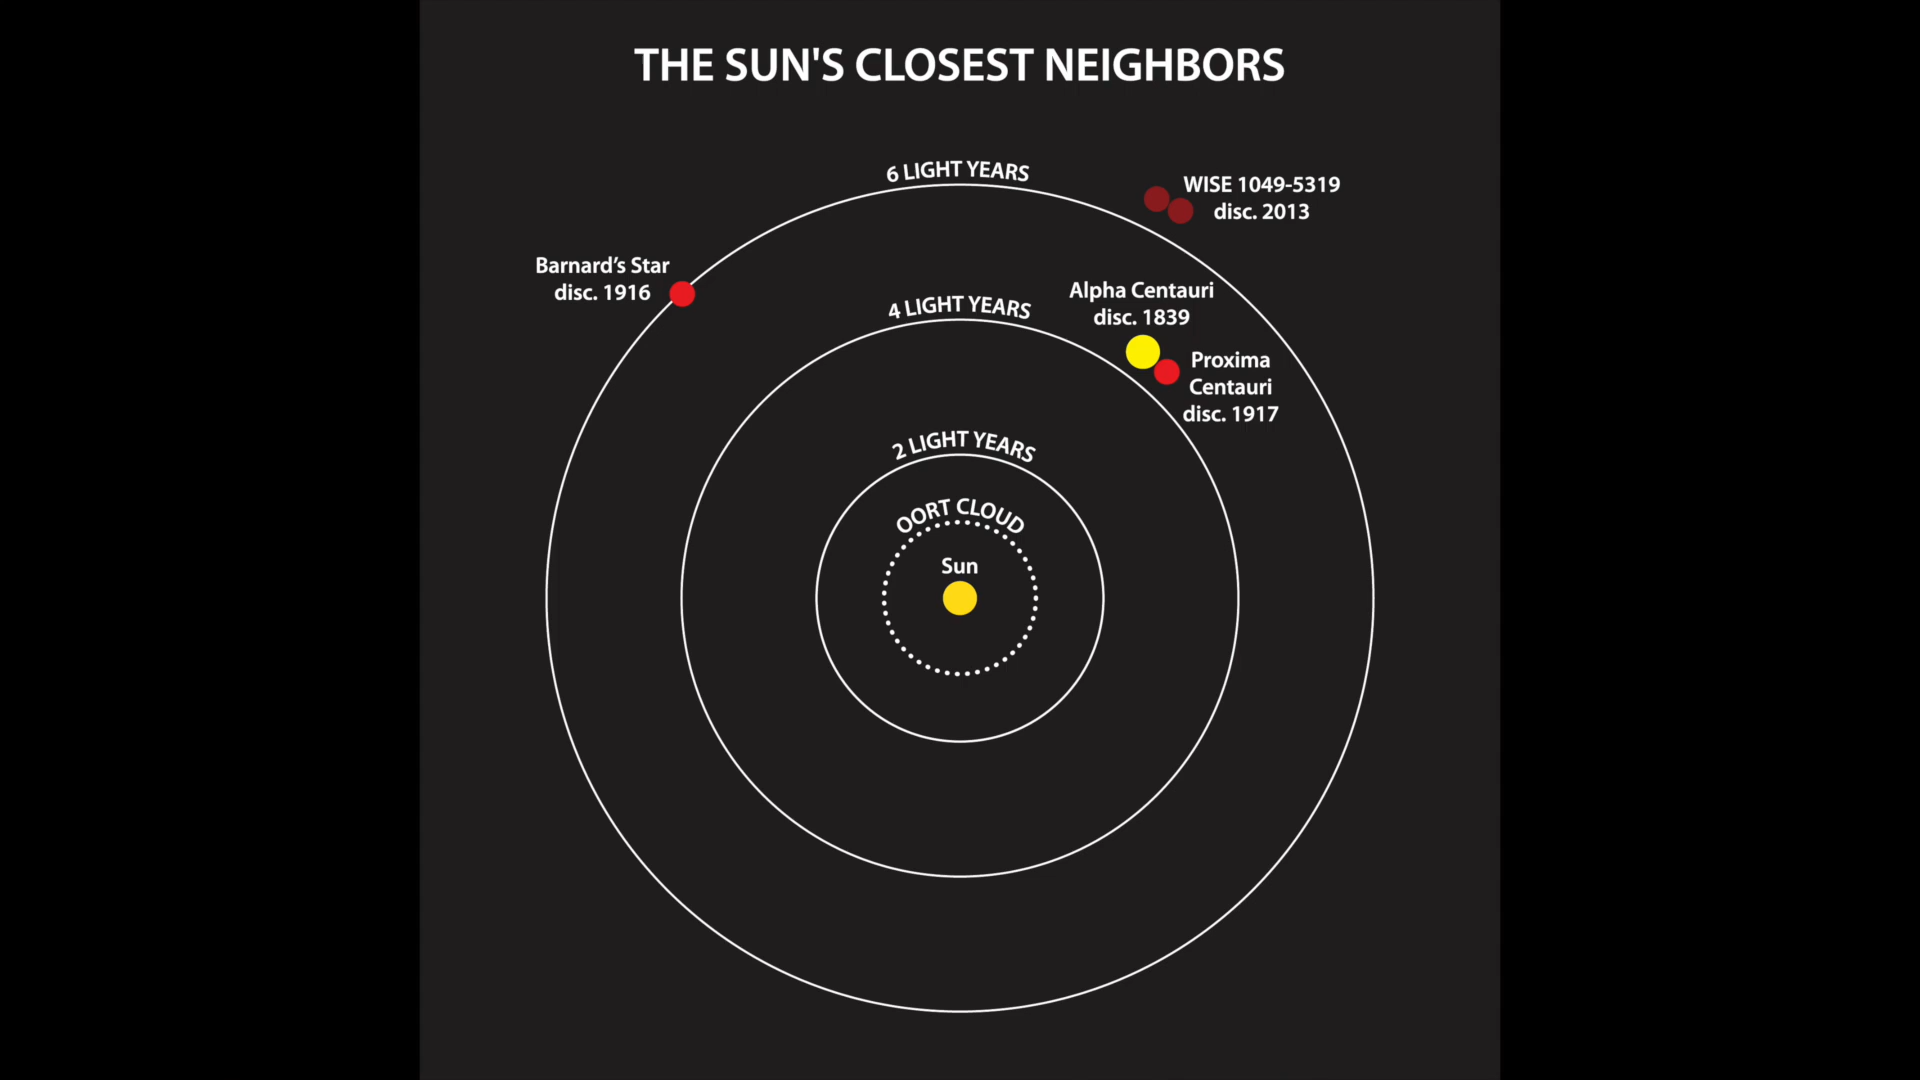 THE SUN'S CLOSEST NEIGHBORS
6 LIGHT YEARS
WISE 1049-5319
disc. 2013
Barnard’s Star
disc. 1916
4 LIGHT YEARS
Alpha Centauri
disc. 1839
Proxima
Centauri
disc. 1917
2 LIGHT YEARS
OORT CLOUD
Sun